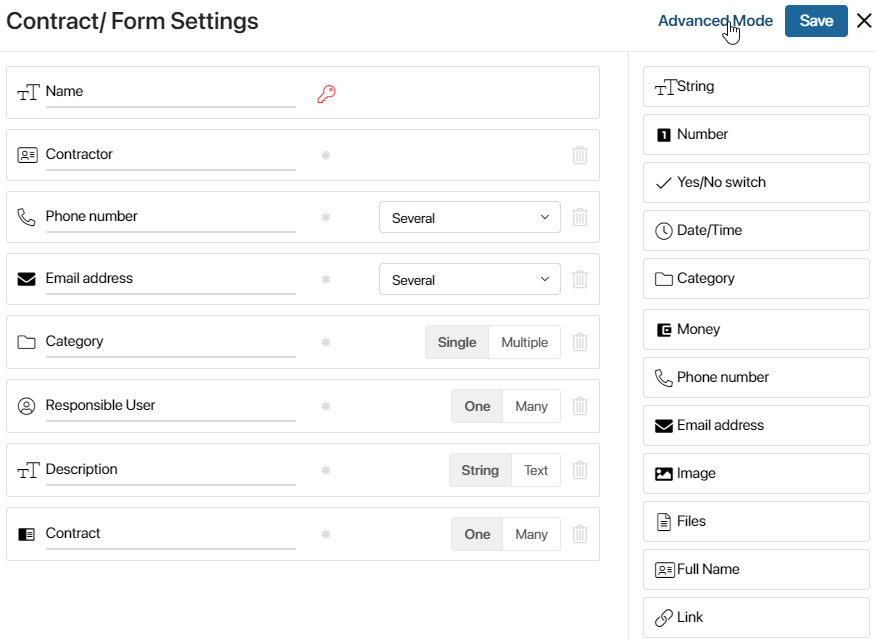 Contract/ Form Settings
Advanced Mode
Save
Name
Contractor
Phone number
Several
Email address
Several
Category
Single
Multiple
Responsible User
One
Many
Description
String
Text
Contract
One
Many
String
Number
Yes/No switch
Date/Time
Category
Money
Phone number
Email address
Image
Files
Full Name
Link